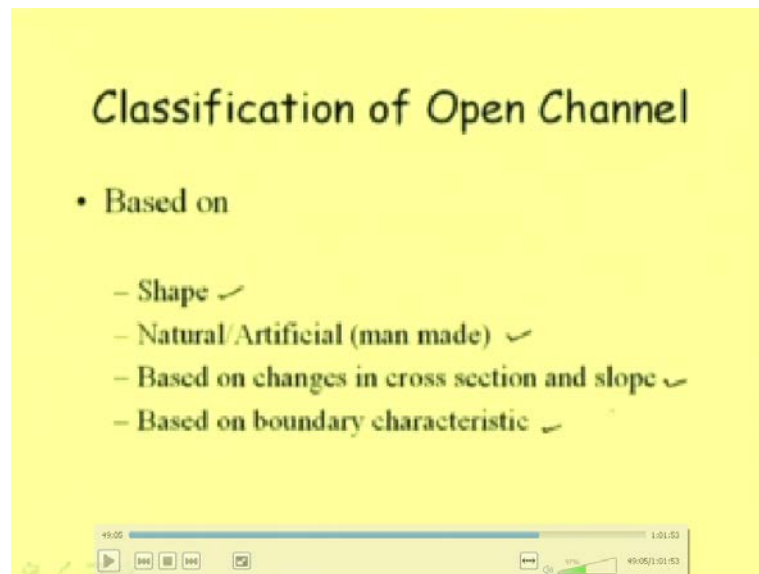 Classification of Open Channel
• Based on
– Shape
– Natural/Artificial (man made)
– Based on changes in cross section and slope
– Based on boundary characteristic
49:05 1:01:53
97% 49:05/1:01:53